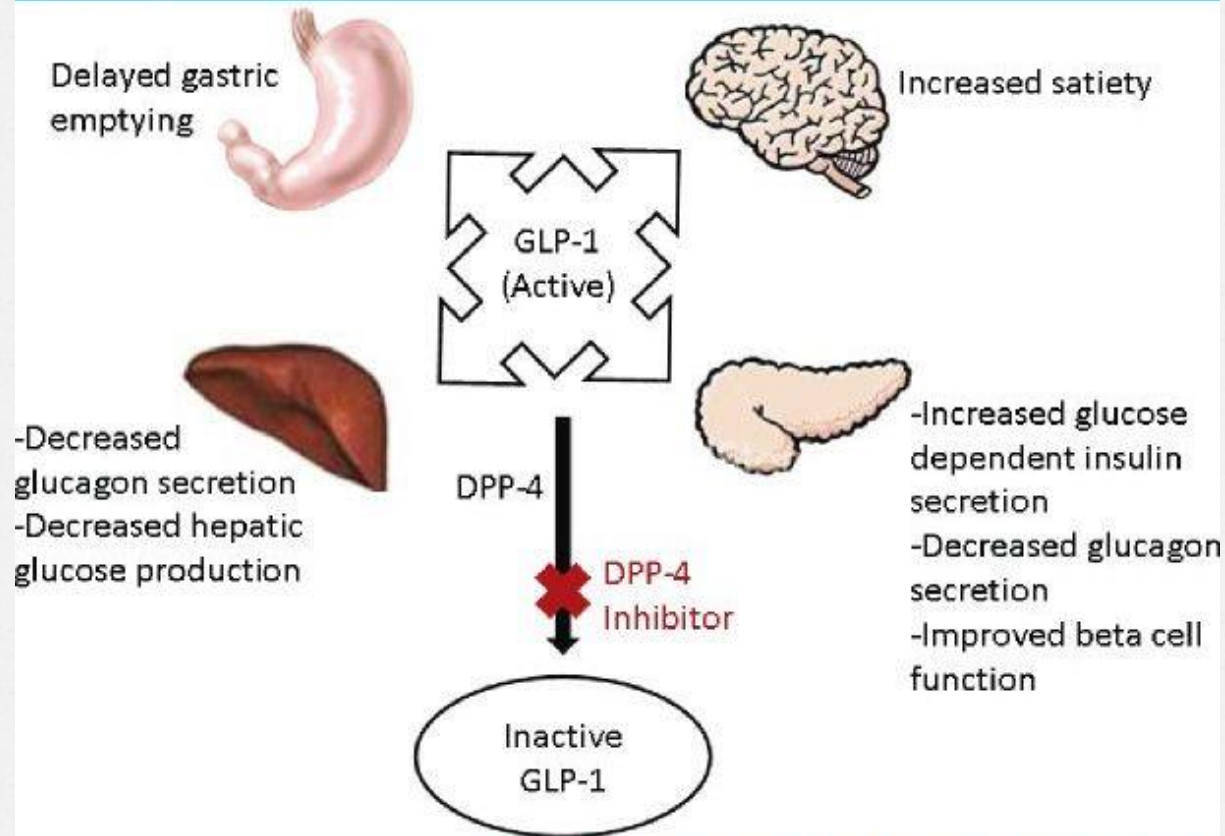 Delayed gastric
emptying
Increased satiety
GLP-1
(Active)
-Decreased
glucagon secretion
-Decreased hepatic
glucose production
DPP-4
DPP-4
Inhibitor
-Increased glucose
dependent insulin
secretion
-Decreased glucagon
secretion
-Improved beta cell
function
Inactive
GLP-1